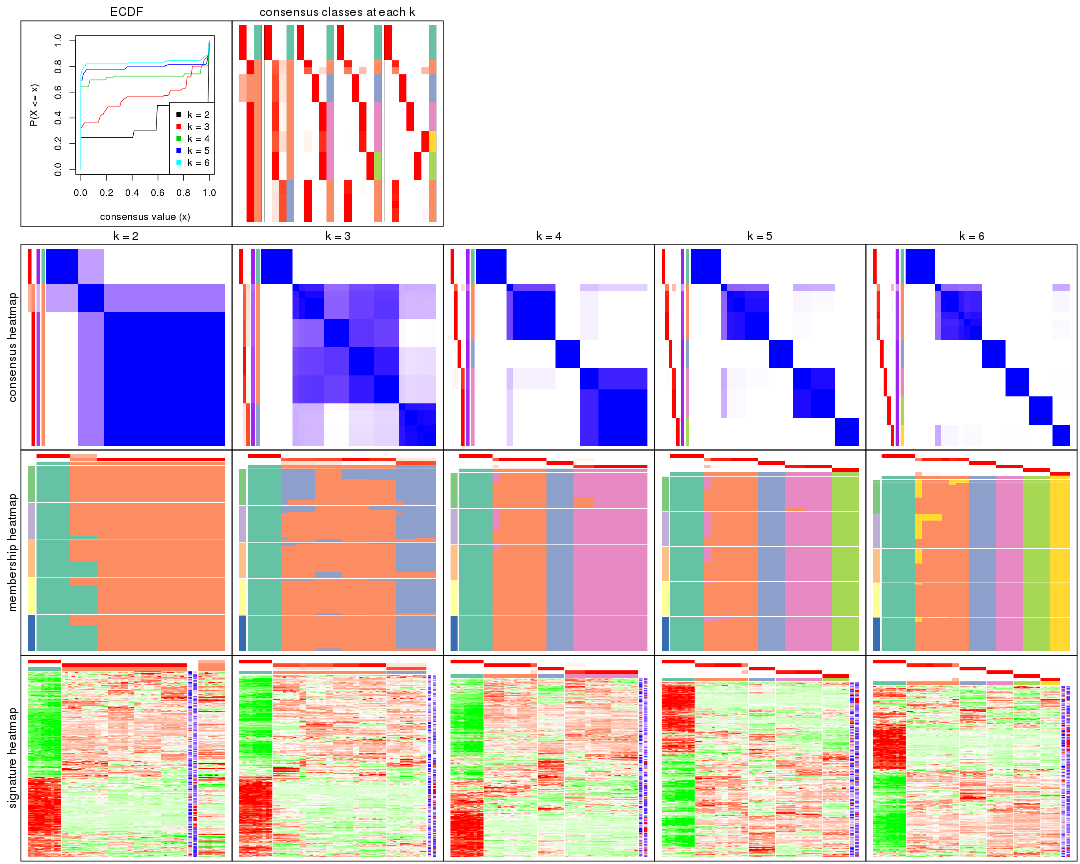 ECDF
consensus classes at each k
P(X <= x)
1.0
0.8
0.6
0.4
0.2
0.0
k = 2
k = 3
k = 4
k = 5
k = 6
0.0 0.2 0.4 0.6 0.8 1.0
consensus value (x)
k = 2
k = 3
k = 4
k = 5
k = 6
consensus heatmap
membership heatmap
signature heatmap